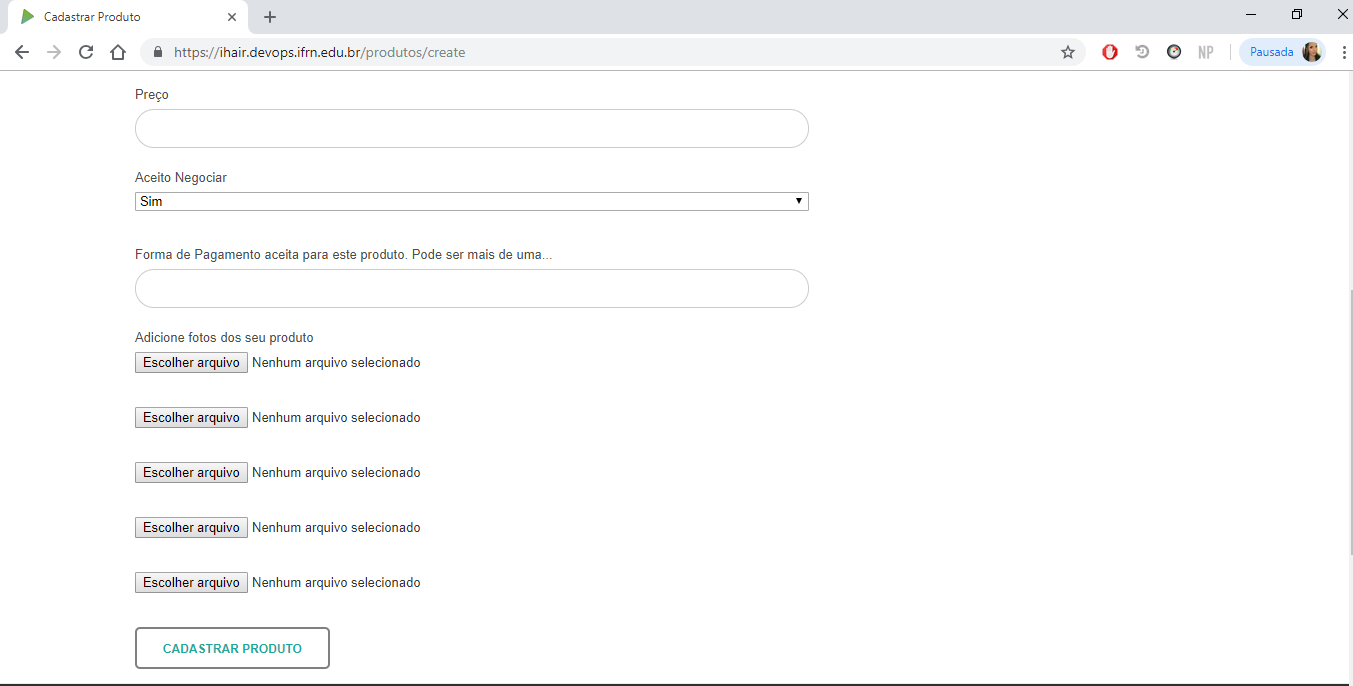 Cadastrar Produto
https://ihair.devops.ifrn.edu.br/produtos/create
NP
Pausada
Preço
Aceito Negociar
Sim
Forma de Pagamento aceita para este produto. Pode ser mais de uma...
Adicione fotos dos seu produto
Escolher arquivo Nenhum arquivo selecionado
Escolher arquivo Nenhum arquivo selecionado
Escolher arquivo Nenhum arquivo selecionado
Escolher arquivo Nenhum arquivo selecionado
Escolher arquivo Nenhum arquivo selecionado
CADASTRAR PRODUTO